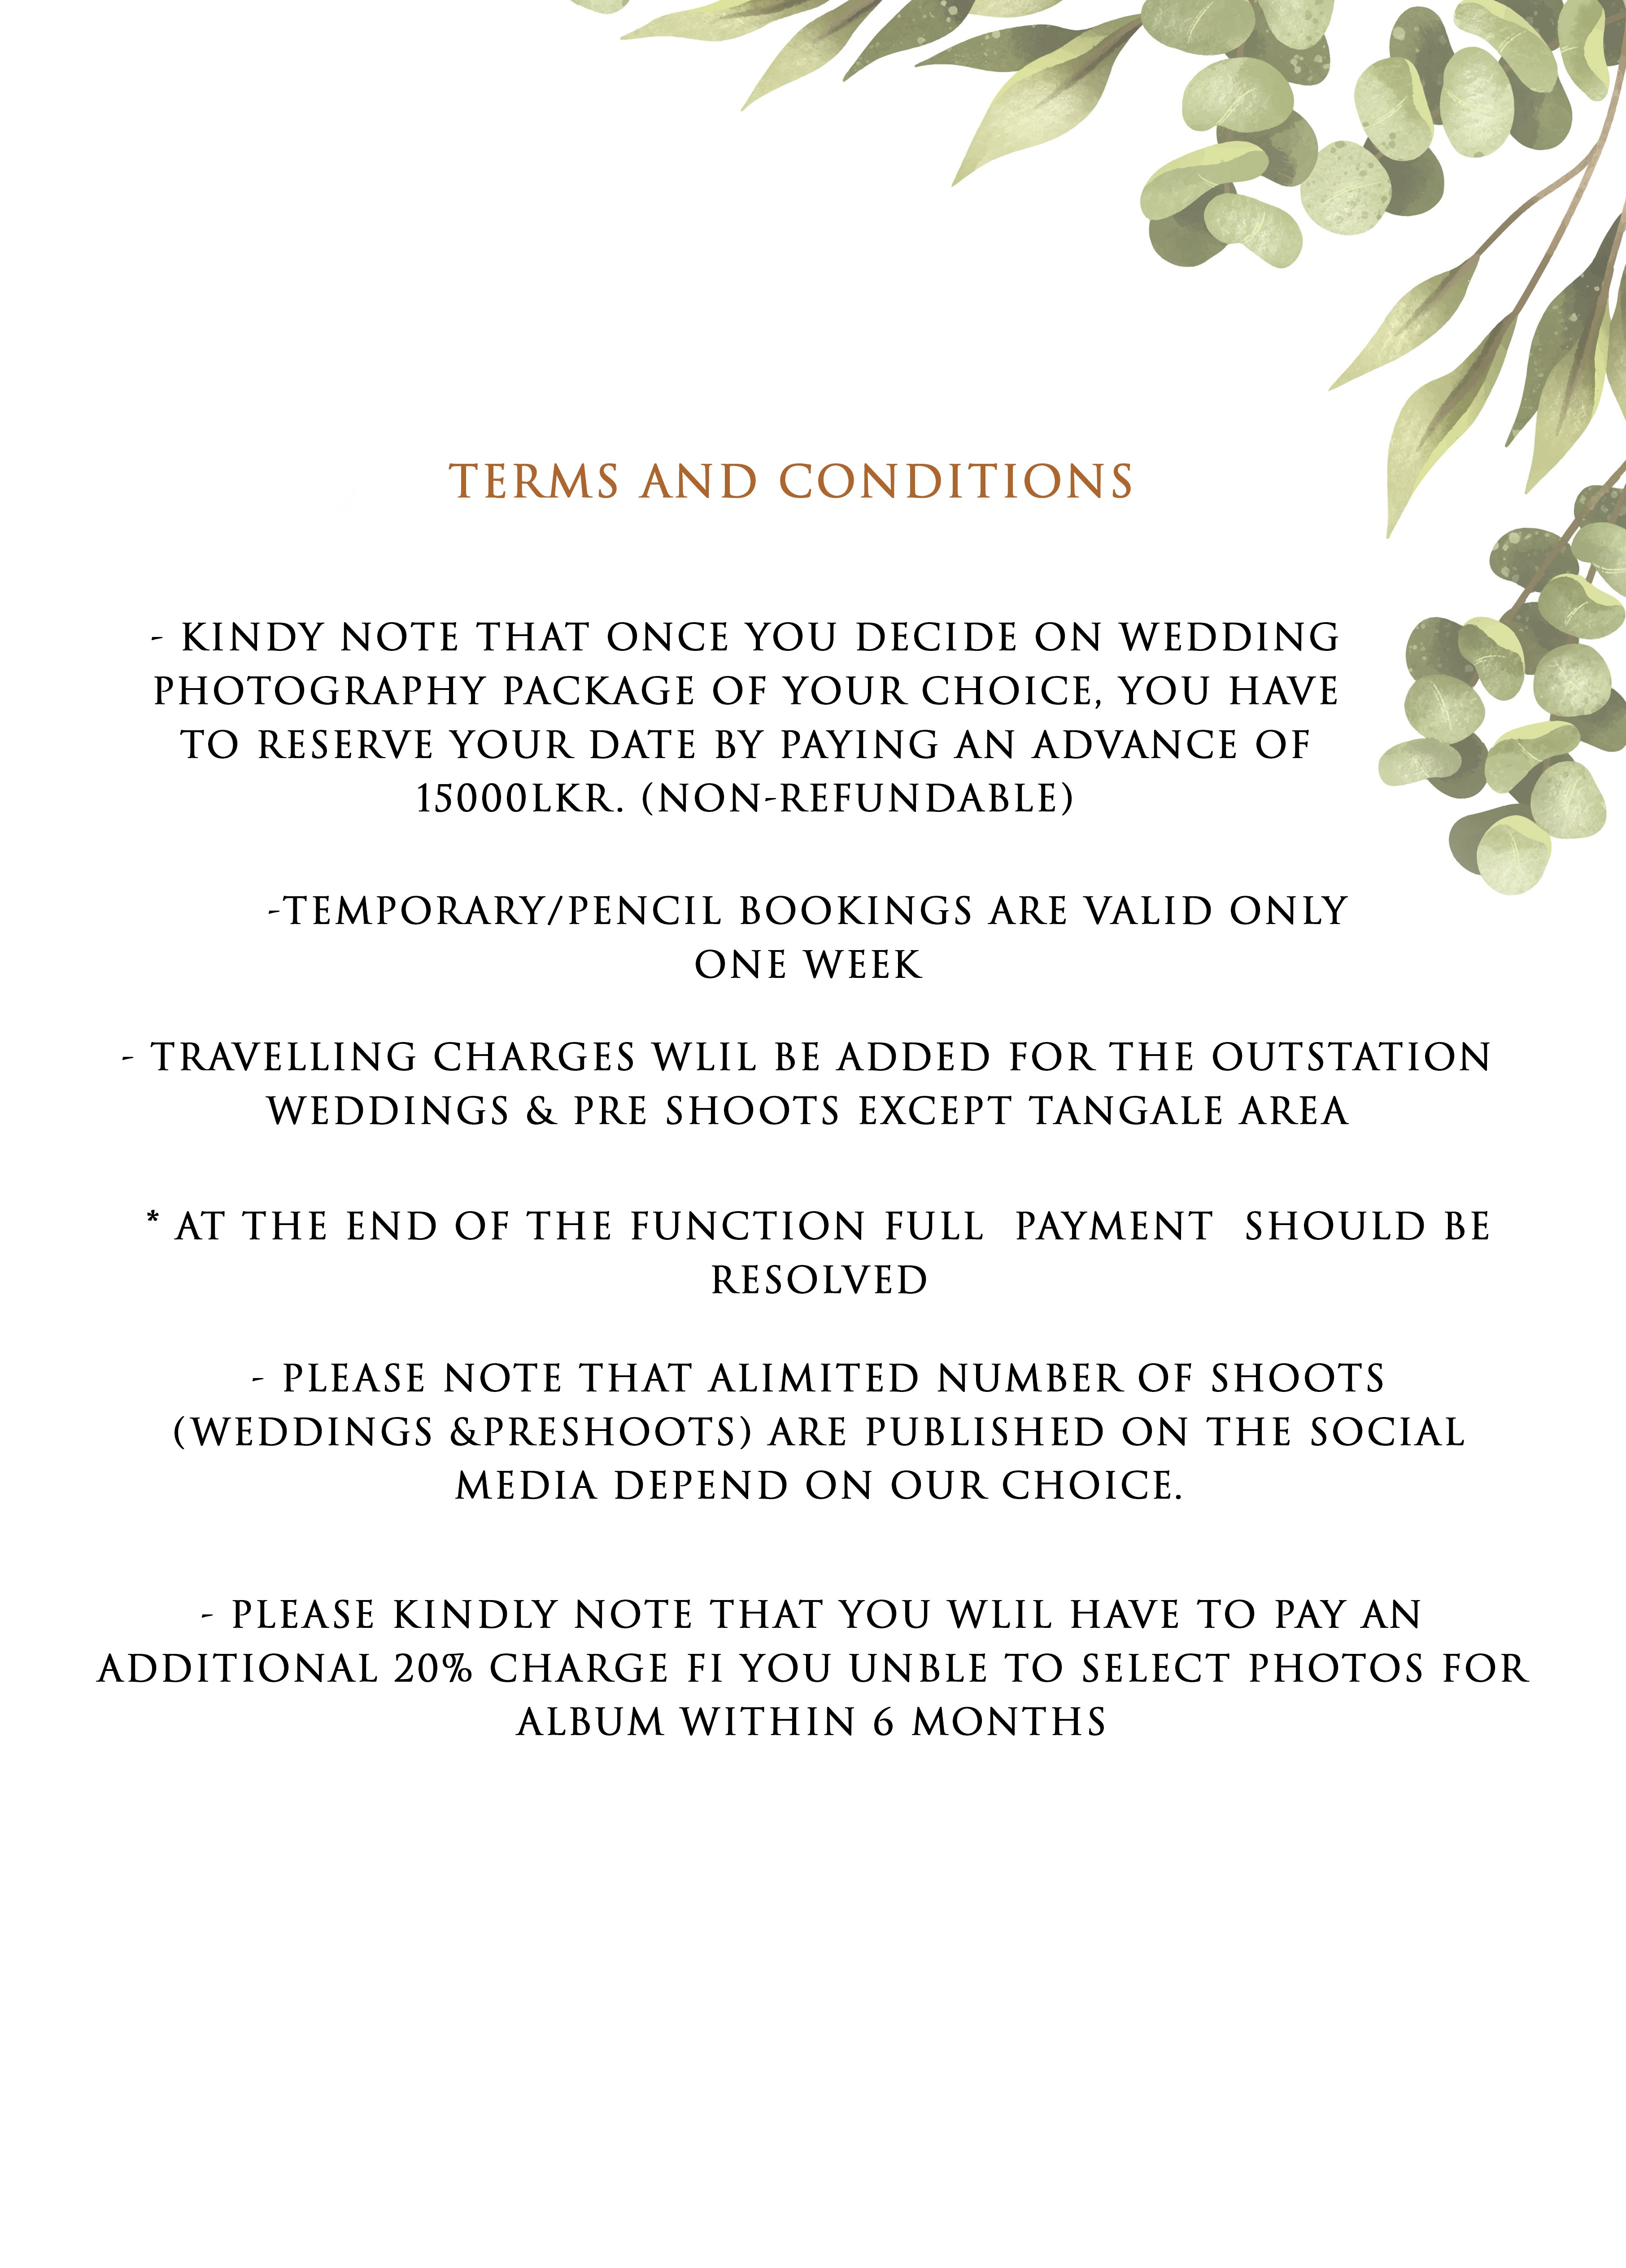 TERMS AND CONDITIONS
- KINDY NOTE THAT ONCE YOU DECIDE ON WEDDING
PHOTOGRAPHY PACKAGE OF YOUR CHOICE, YOU HAVE
TO RESERVE YOUR DATE BY PAYING AN ADVANCE OF
15000LKR. (NON-REFUNDABLE)
-TEMPORARY/PENCIL BOOKINGS ARE VALID ONLY
ONE WEEK
- TRAVELLING CHARGES WLIL BE ADDED FOR THE OUTSTATION
WEDDINGS & PRE SHOOTS EXCEPT TANGALE AREA
* AT THE END OF THE FUNCTION FULL  PAYMENT  SHOULD BE
RESOLVED
- PLEASE NOTE THAT ALIMITED NUMBER OF SHOOTS
(WEDDINGS &PRESHOOTS) ARE PUBLISHED ON THE SOCIAL
MEDIA DEPEND ON OUR CHOICE.
- PLEASE KINDLY NOTE THAT YOU WLIL HAVE TO PAY AN
ADDITIONAL 20% CHARGE FI YOU UNBLE TO SELECT PHOTOS FOR
ALBUM WITHIN 6 MONTHS